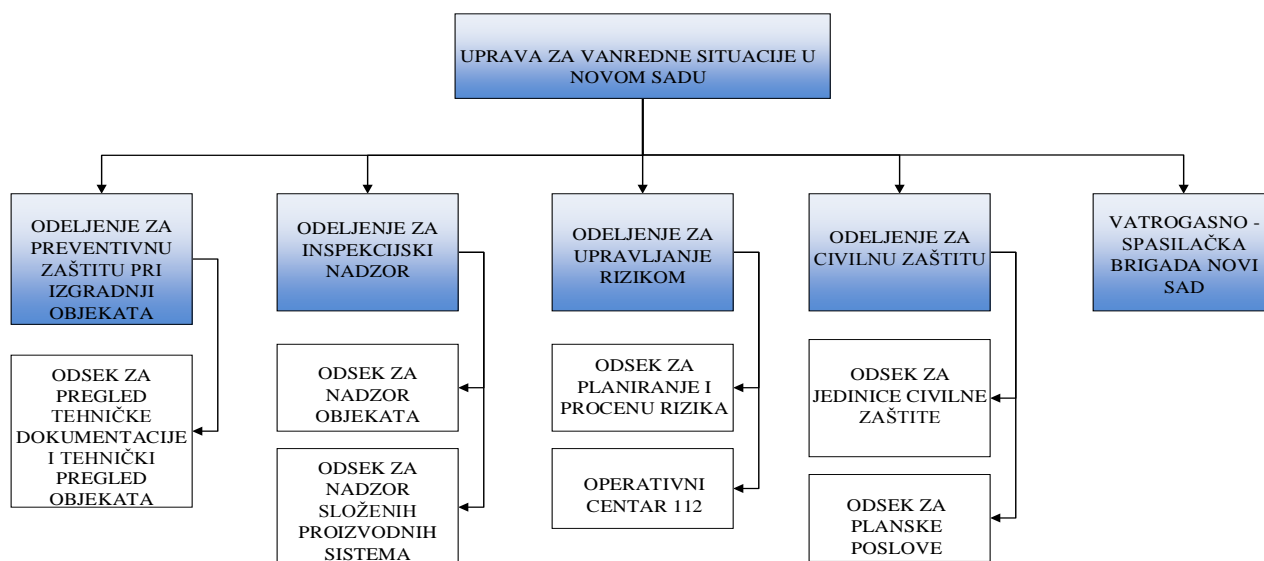 UPRAVA ZA VANREDNE SITUACIJE U
NOVOM SADU
ODELJENJE ZA
PREVENTIVNU
ZAŠTITU PRI
IZGRADNJI
OBJEKATA
ODELJENJE ZA
INSPEKCIJSKI
NADZOR
ODELJENJE ZA
UPRAVLJANJE
RIZIKOM
ODELJENJE ZA
CIVILNU ZAŠTITU
VATROGASNO -
SPASILAČKA
BRIGADA NOVI
SAD
ODSEK ZA
PREGLED
TEHNIČKE
DOKUMENTACIJE
I TEHNIČKI
PREGLED
OBJEKATA
ODSEK ZA
NADZOR
OBJEKATA
ODSEK ZA
PLANIRANJE I
PROCENU RIZIKA
ODSEK ZA
JEDINICE CIVILNE
ZAŠTITE
ODSEK ZA
NADZOR
SLOŽENIH
PROIZVODNIH
SISTEMA
OPERATIVNI
CENTAR 112
ODSEK ZA
PLANSKE
POSLOVE